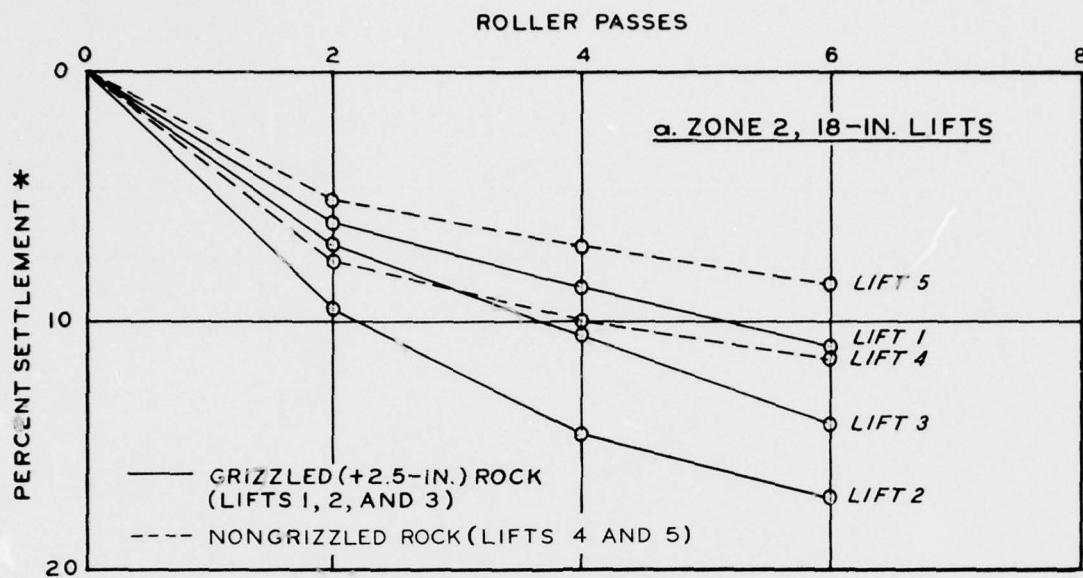 ROLLER PASSES
0 2 4 6 8
0
a. ZONE 2, 18-IN. LIFTS
PERCENT SETTLEMENT *
LIFT 5
10
LIFT 1
LIFT 4
LIFT 3
GRIZZLED (+2.5-IN.) ROCK
(LIFTS 1, 2, AND 3)
LIFT 2
NONGRIZZLED ROCK (LIFTS 4 AND 5)
20